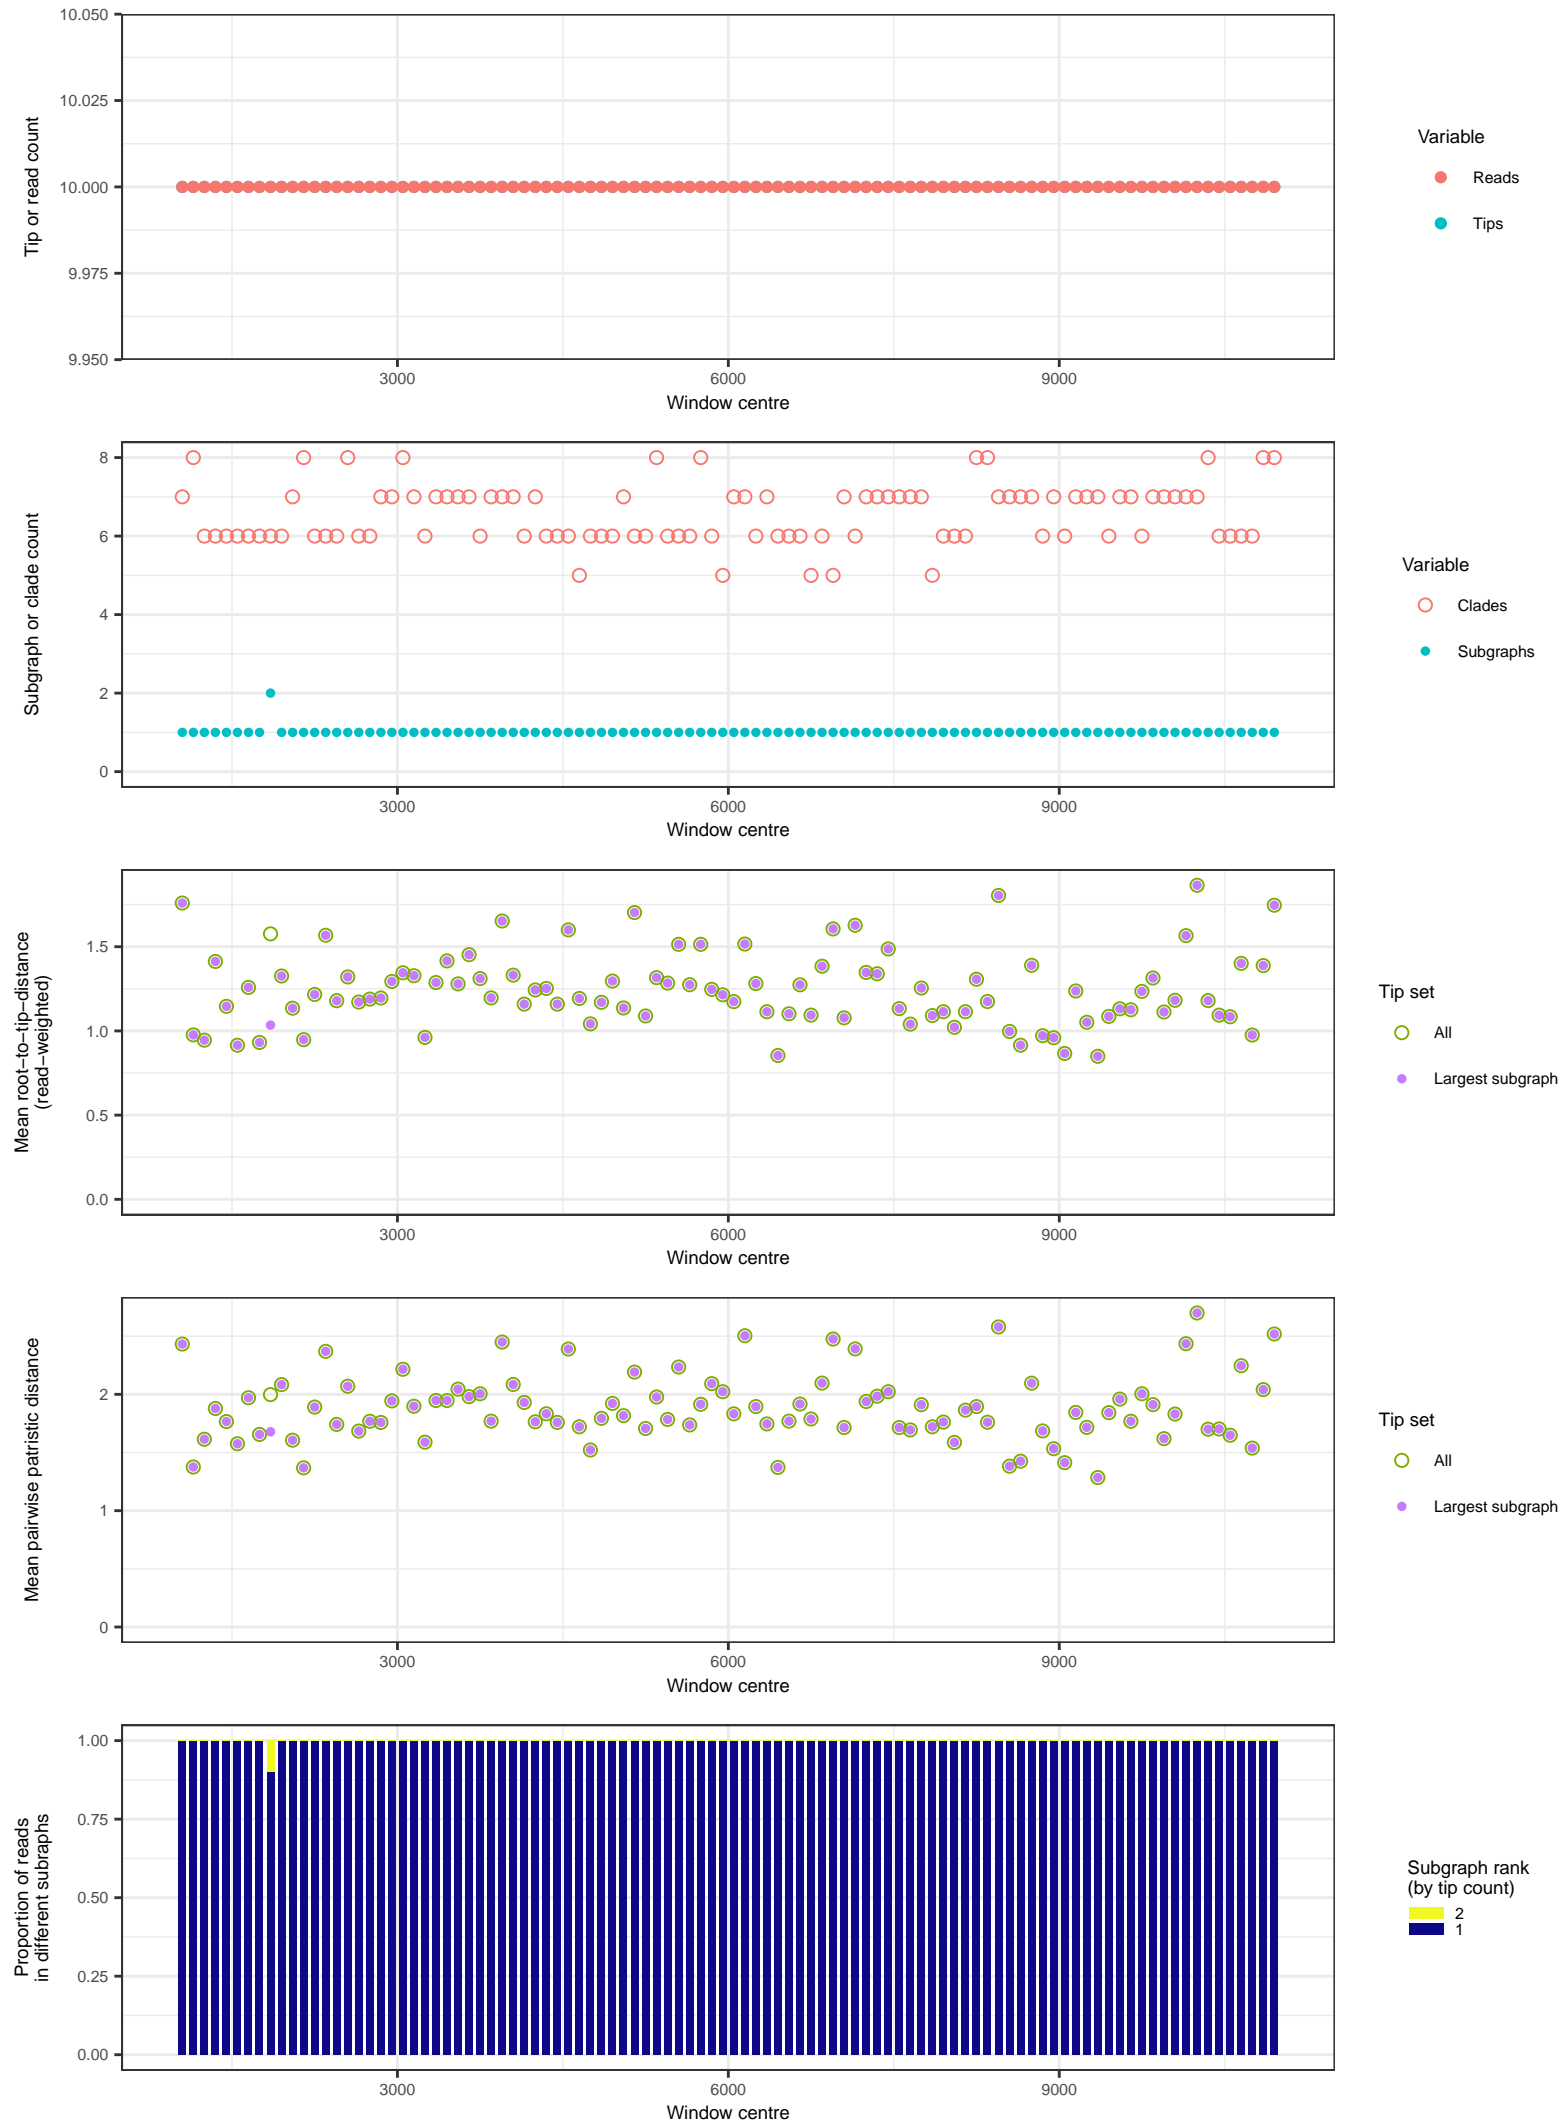 10.050
10.025
10.000
9.975
9.950
Tip or read count
3000 6000 9000
Window centre
Variable
Reads
Tips
8
6
4
2
0
Subgraph or clade count
3000 6000 9000
Window centre
Variable
Clades
Subgraphs
1.5
1.0
0.5
0.0
Mean root−to−tip−distance
(read−weighted)
3000 6000 9000
Window centre
Tip set
All
Largest subgraph
2
1
0
Mean pairwise patristic distance
3000 6000 9000
Window centre
Tip set
All
Largest subgraph
1.00
0.75
0.50
0.25
0.00
Proportion of reads
in different subraphs
3000 6000 9000
Window centre
Subgraph rank
(by tip count)
2
1